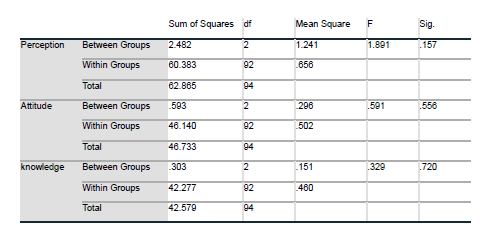 Sum of Squares df Mean Square F Sig.
Perception Between Groups 2.482 2 1.241 1.891 .157
Within Groups 60.383 92 .656
Total 62.865 94
Attitude Between Groups .593 2 .296 .591 .556
Within Groups 46.140 92 .502
Total 46.733 94
knowledge Between Groups .303 2 .151 .329 .720
Within Groups 42.277 92 .460
Total 42.579 94